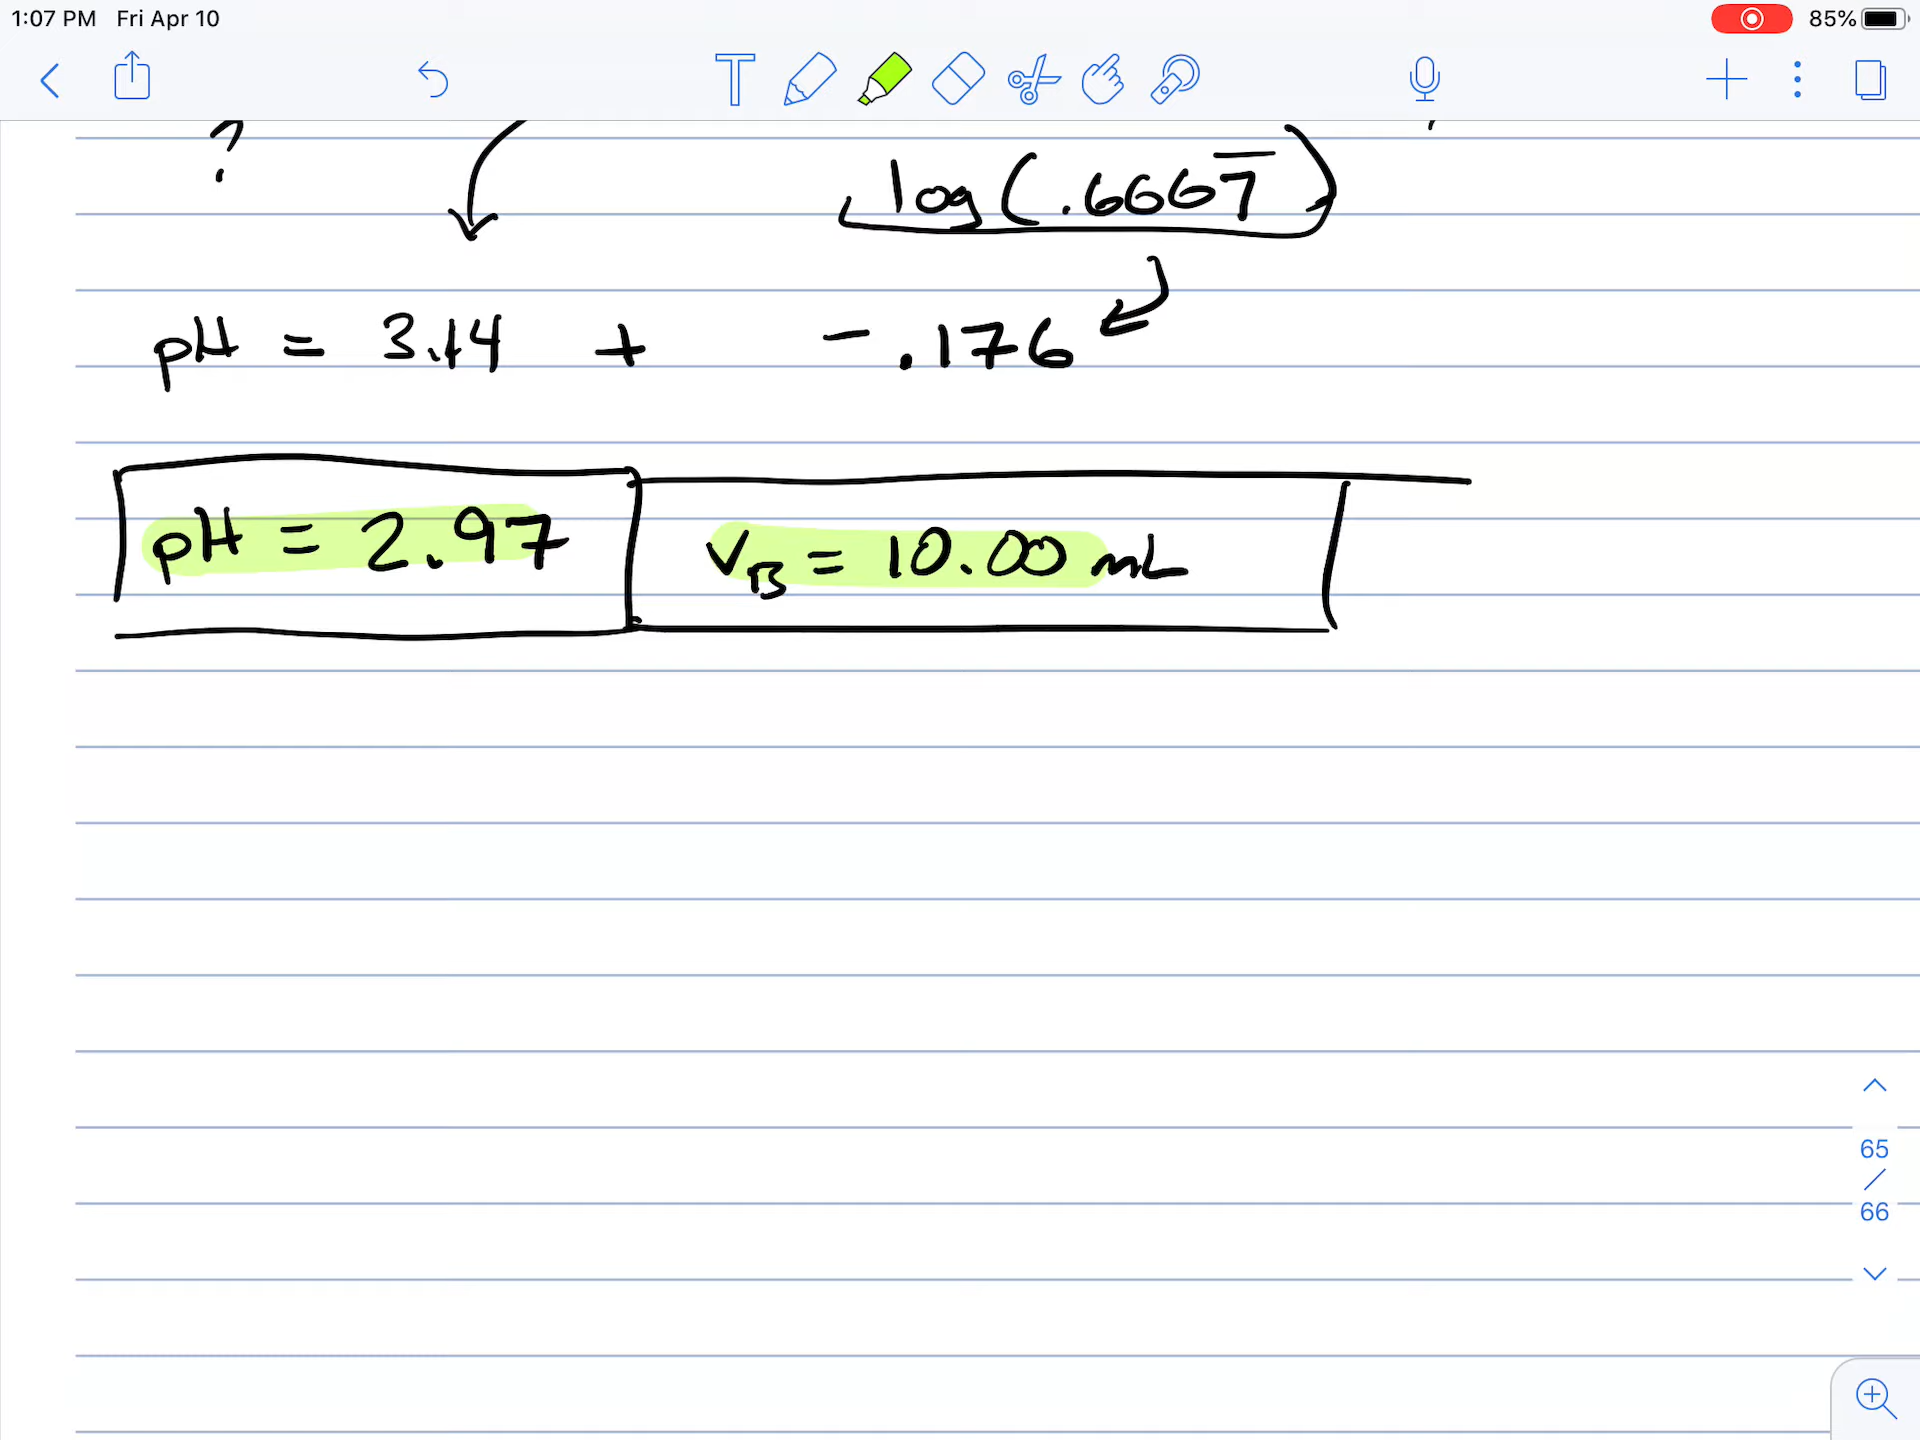 1:07 PM Fri Apr 10 85%
T
?
log (.6667)
pH = 3.14 + -.176
pH = 2.97 VB = 10.00 mL
65
/
66